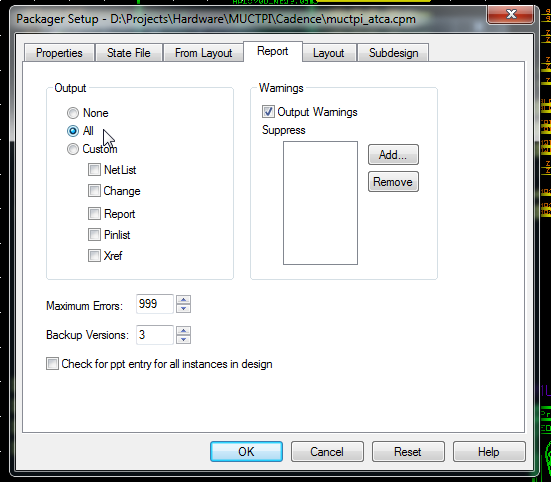 Packager Setup - D:\Projects\Hardware\MUCTPI\Cadence\muctpi_atca.cpm
Properties
State File
From Layout
Report
Layout
Subdesign
Output
None
All
Custom
NetList
Change
Report
Pinlist
Xref
Warnings
Output Warnings
Suppress
Add...
Remove
Maximum Errors:
999
Backup Versions:
3
Check for ppt entry for all instances in design
OK
Cancel
Reset
Help